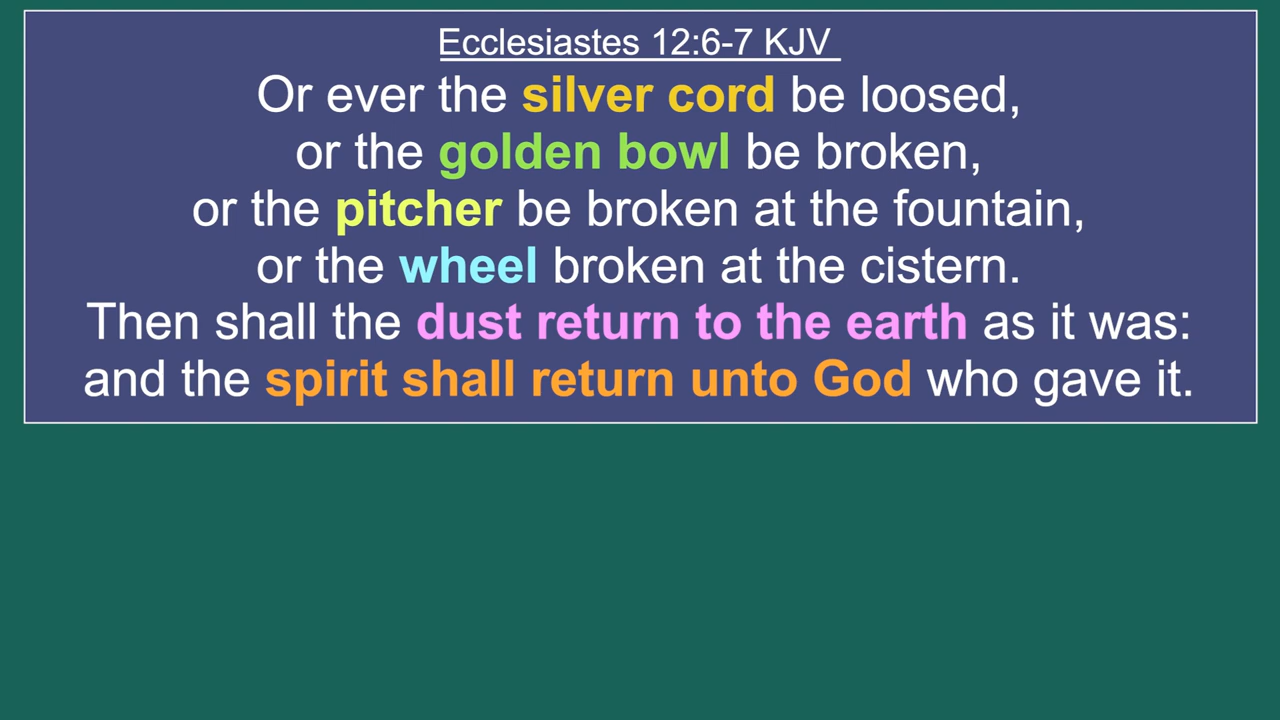 Ecclesiastes 12:6-7 KJV
Or ever the silver cord be loosed,
or the golden bowl be broken,
or the pitcher be broken at the fountain,
or the wheel broken at the cistern.
Then shall the dust return to the earth as it was:
and the spirit shall return unto God who gave it.